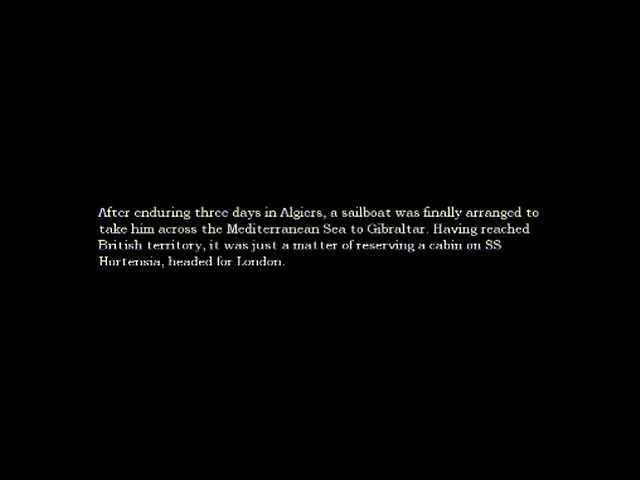 After enduring three days in Algiers, a sailboat was finally arranged to
take him across the Mediterranean Sea to Gibraltar. Having reached
British territory, it was just a matter of reserving a cabin on SS
Hortensia, headed for London.